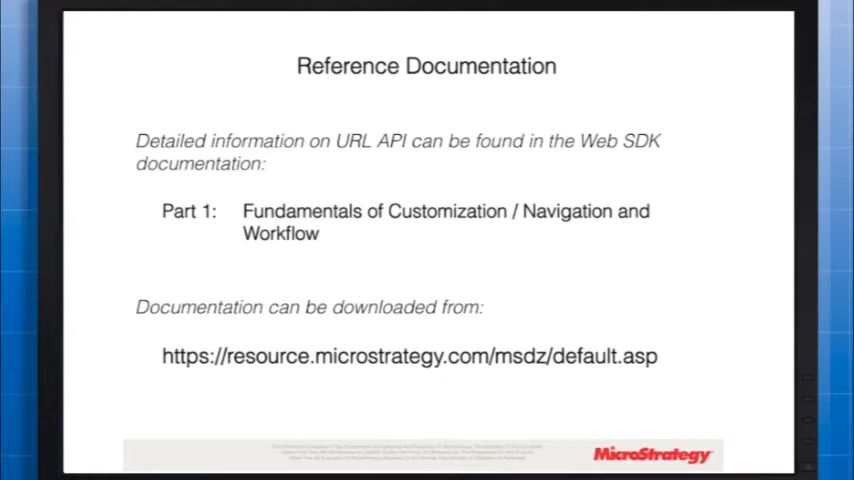 Reference Documentation
Detailed information on URL API can be found in the Web SDK
documentation:
Part 1: Fundamentals of Customization / Navigation and
Workflow
Documentation can be downloaded from:
https://resource.microstrategy.com/msdz/default.asp
MicroStrategy